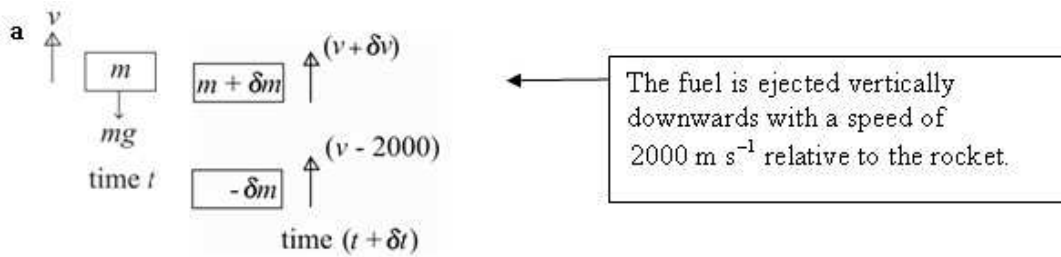 a
v
m
mg
time t
(v + δv)
m + δm
(v - 2000)
- δm
time (t + δt)
The fuel is ejected vertically
downwards with a speed of
2000 m s⁻¹ relative to the rocket.